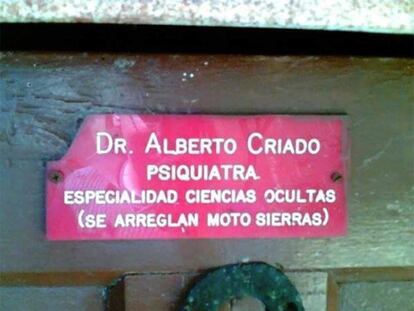 DR. ALBERTO CRIADO
PSIQUIATRA
ESPECIALIDAD CIENCIAS OCULTAS
(SE ARREGLAN MOTO SIERRAS)